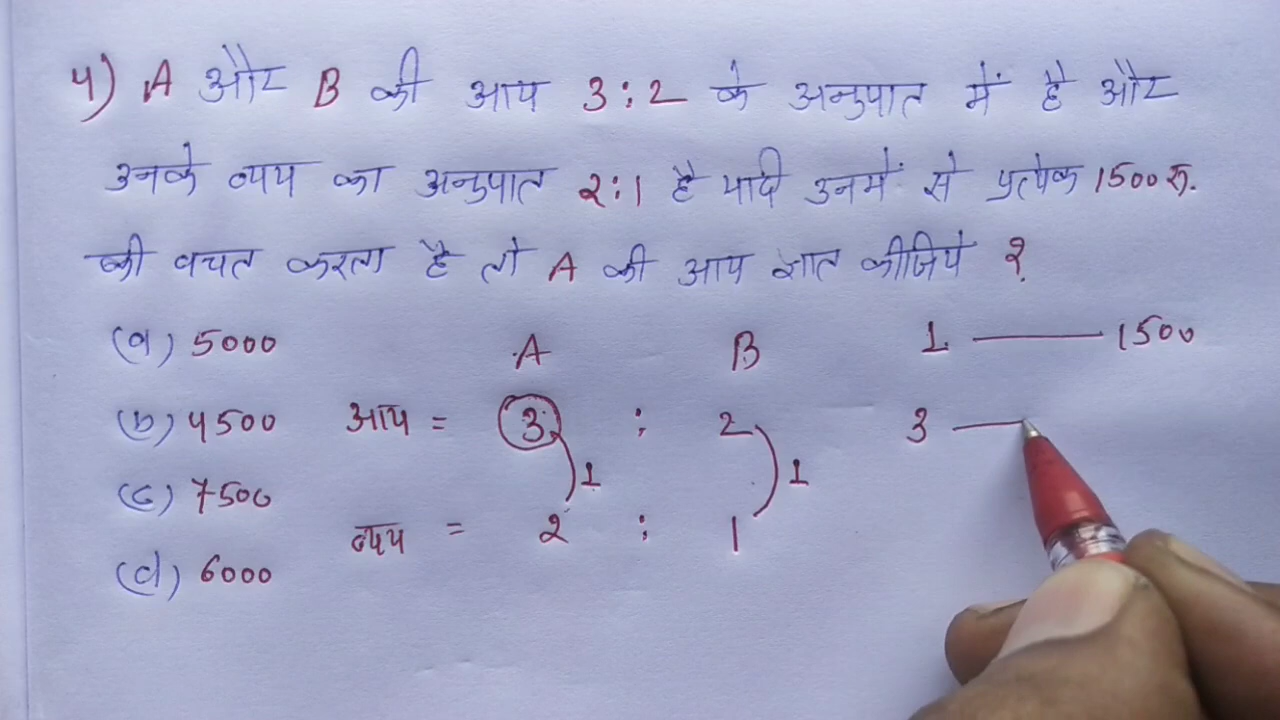 4) A और B की आय 3:2 के अनुपात में है और
उनके व्यय का अनुपात 2:1 है यदि उनमें से प्रत्येक 1500 रु.
की बचत करता है तो A की आय ज्ञात कीजिये ?
(a) 5000
(b) 4500
(c) 7500
(d) 6000
A B
आय = 3 : 2
1 1
व्यय = 2 : 1
1 — 1500
3 —